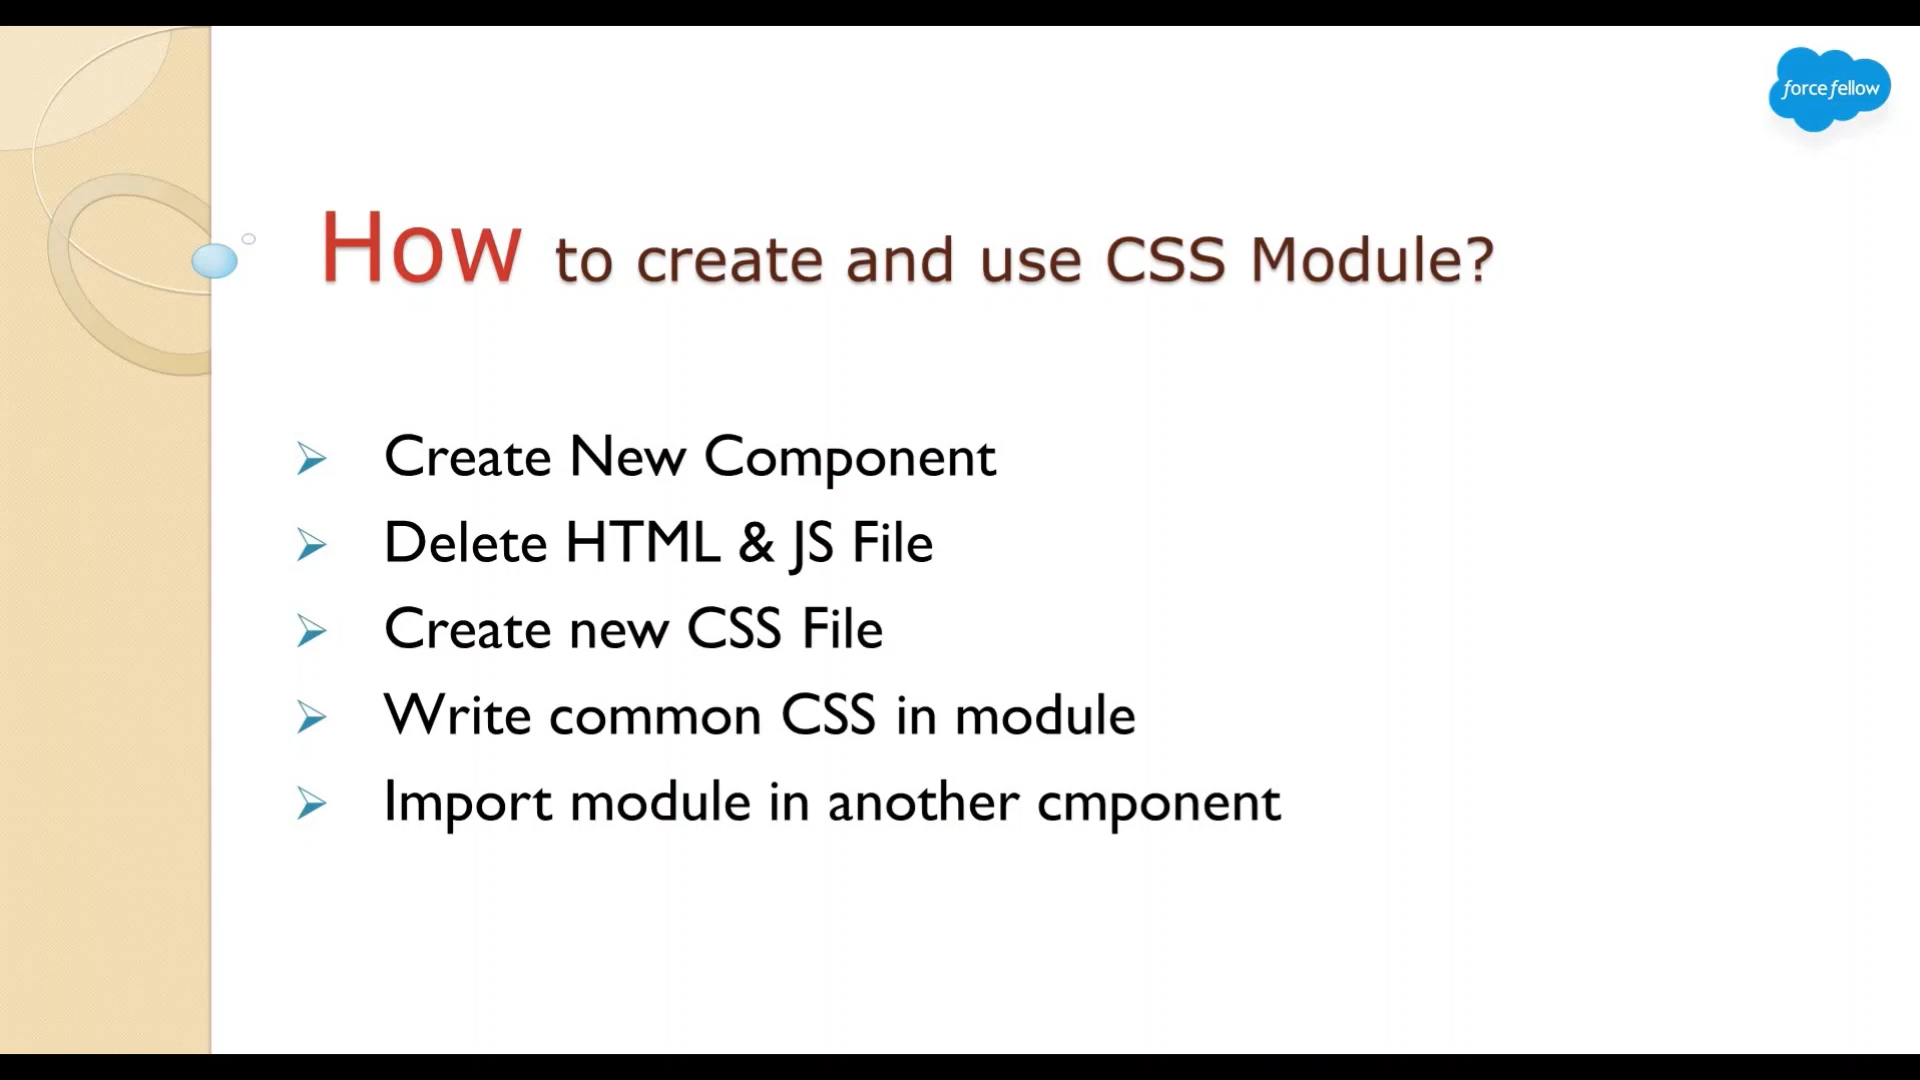 force fellow
How to create and use CSS Module?
Create New Component
Delete HTML & JS File
Create new CSS File
Write common CSS in module
Import module in another cmponent